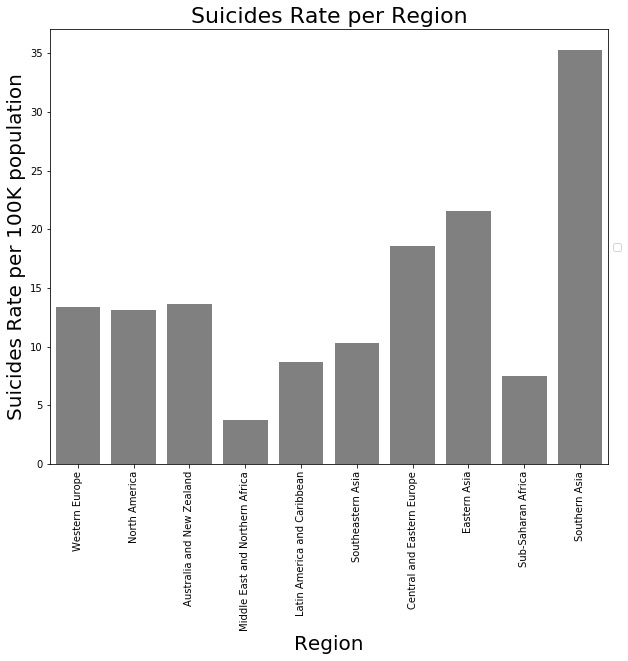 Suicides Rate per Region
Suicides Rate per 100K population
35
30
25
20
15
10
5
0
Western Europe
North America
Australia and New Zealand
Middle East and Northern Africa
Latin America and Caribbean
Southeastern Asia
Central and Eastern Europe
Eastern Asia
Sub-Saharan Africa
Southern Asia
Region